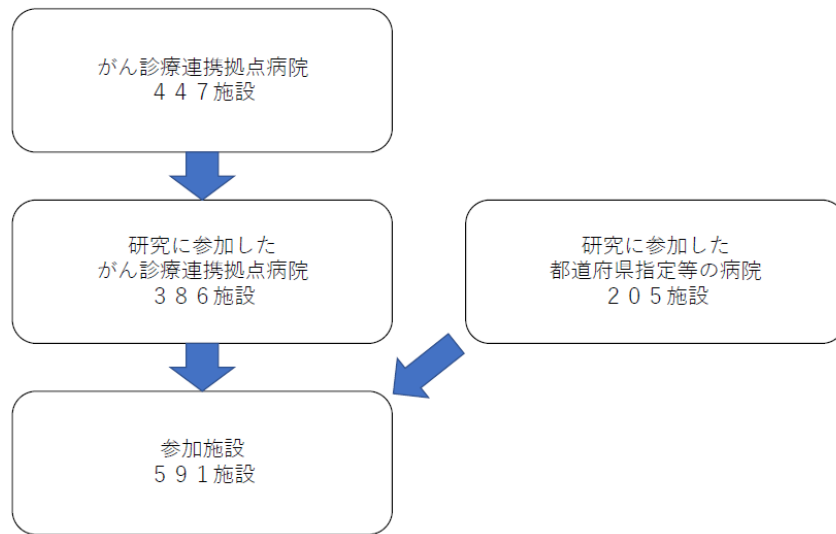 がん診療連携拠点病院
４４７施設
研究に参加した
がん診療連携拠点病院
３８６施設
研究に参加した
都道府県指定等の病院
２０５施設
参加施設
５９１施設